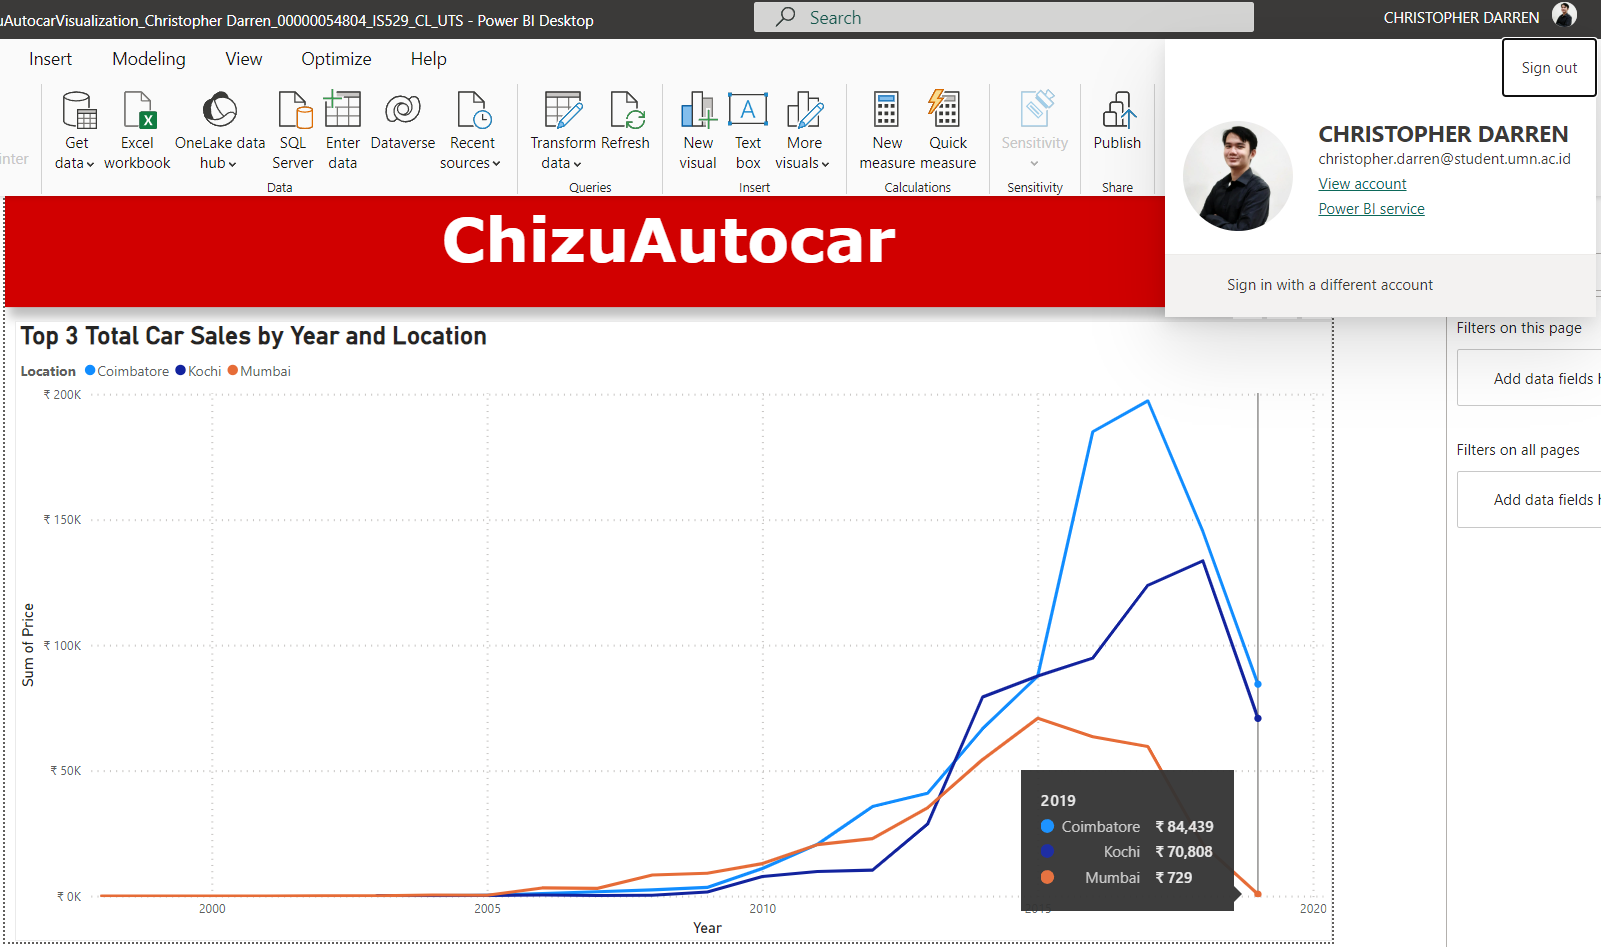 uAutocarVisualization_Christopher Darren_00000054804_IS529_CL_UTS - Power BI Desktop
Search
CHRISTOPHER DARREN
Insert Modeling View Optimize Help
Sign out
inter
Get data
Excel workbook
OneLake data hub
SQL Server
Enter data
Dataverse
Recent sources
Data
Transform data
Refresh
Queries
New visual
Text box
More visuals
Insert
New measure
Quick measure
Calculations
Sensitivity
Sensitivity
Publish
Share
CHRISTOPHER DARREN
christopher.darren@student.umn.ac.id
View account
Power BI service
Sign in with a different account
ChizuAutocar
Filters on this page
Add data fields h
Filters on all pages
Add data fields h
Top 3 Total Car Sales by Year and Location
Location Coimbatore Kochi Mumbai
₹ 200K
₹ 150K
₹ 100K
₹ 50K
₹ 0K
Sum of Price
2019
Coimbatore ₹ 84,439
Kochi ₹ 70,808
Mumbai ₹ 729
2000 2005 2010 2020
Year